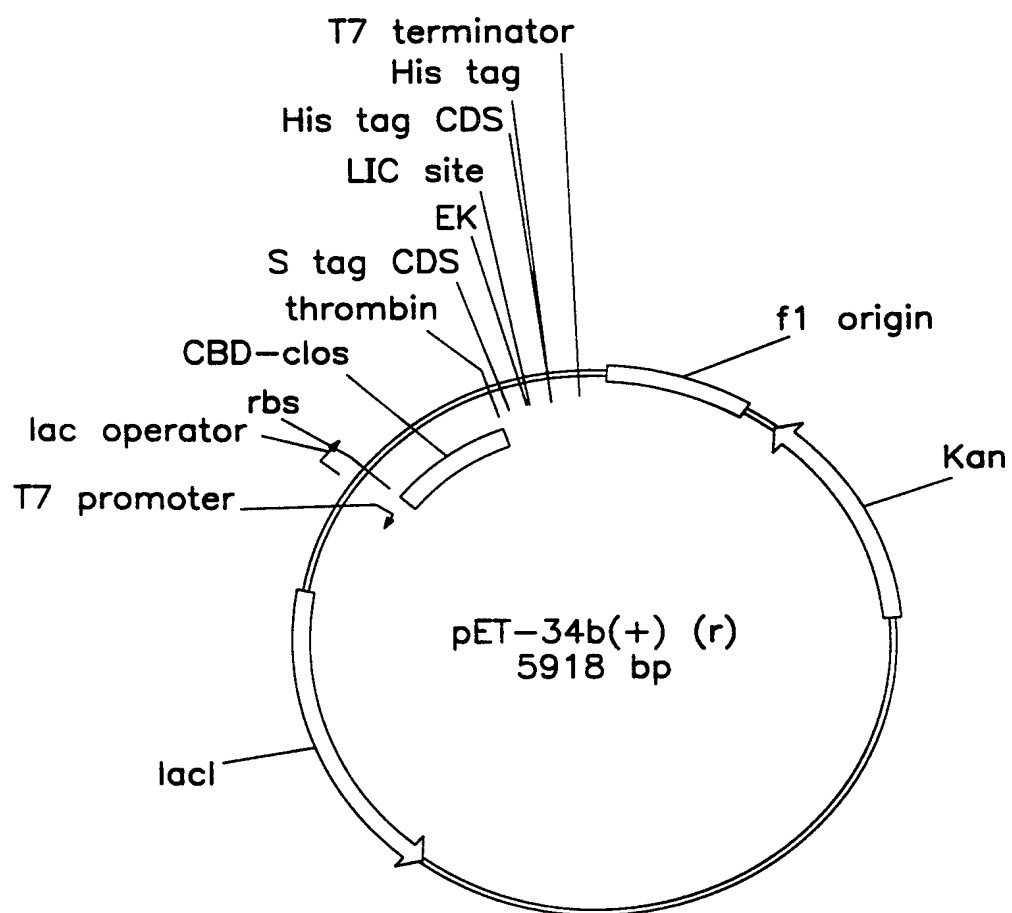 T7 terminator
His tag
His tag CDS
LIC site
EK
S tag CDS
thrombin
f1 origin
CBD-clos
rbs
lac operator
Kan
T7 promoter
pET-34b(+) (r)
5918 bp
lacI